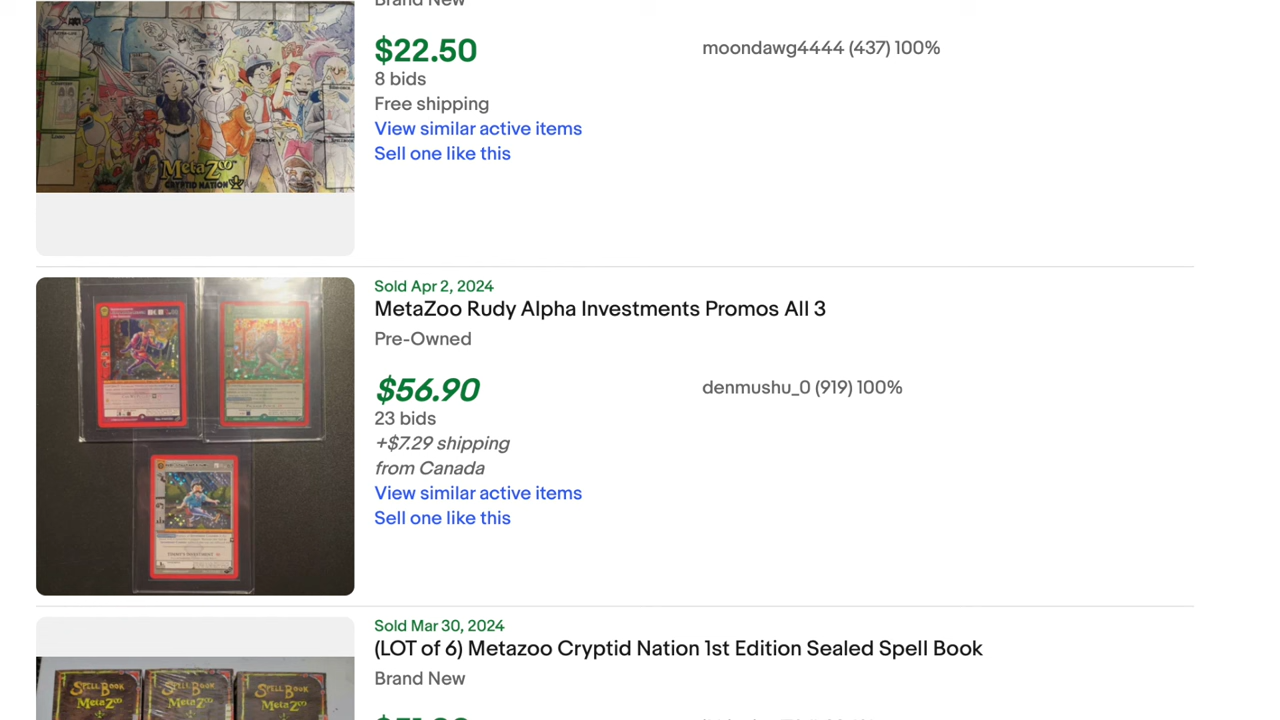 Brand New
$22.50
moondawg4444 (437) 100%
8 bids
Free shipping
View similar active items
Sell one like this
MetaZoo
CRYPTID NATION
Sold Apr 2, 2024
MetaZoo Rudy Alpha Investments Promos All 3
Pre-Owned
$56.90
denmushu_0 (919) 100%
23 bids
+$7.29 shipping
from Canada
View similar active items
Sell one like this
Sold Mar 30, 2024
(LOT of 6) Metazoo Cryptid Nation 1st Edition Sealed Spell Book
Brand New
SPELL BOOK
MetaZoo
SPELL BOOK
MetaZoo
SPELL BOOK
MetaZoo